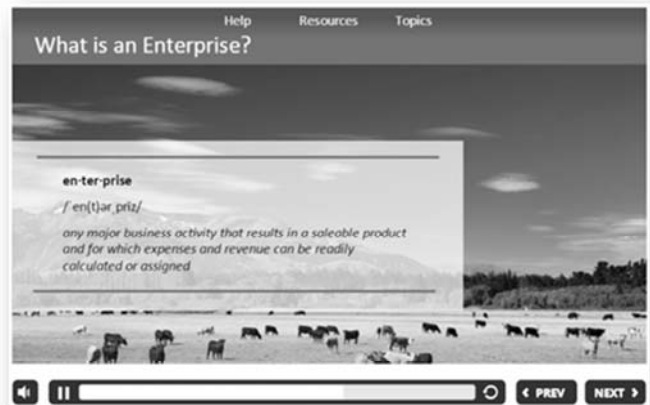 Help Resources Topics
What is an Enterprise?
en-ter-prise
/ˈen(t)ərˌprīz/
any major business activity that results in a saleable product
and for which expenses and revenue can be readily
calculated or assigned
PREV NEXT